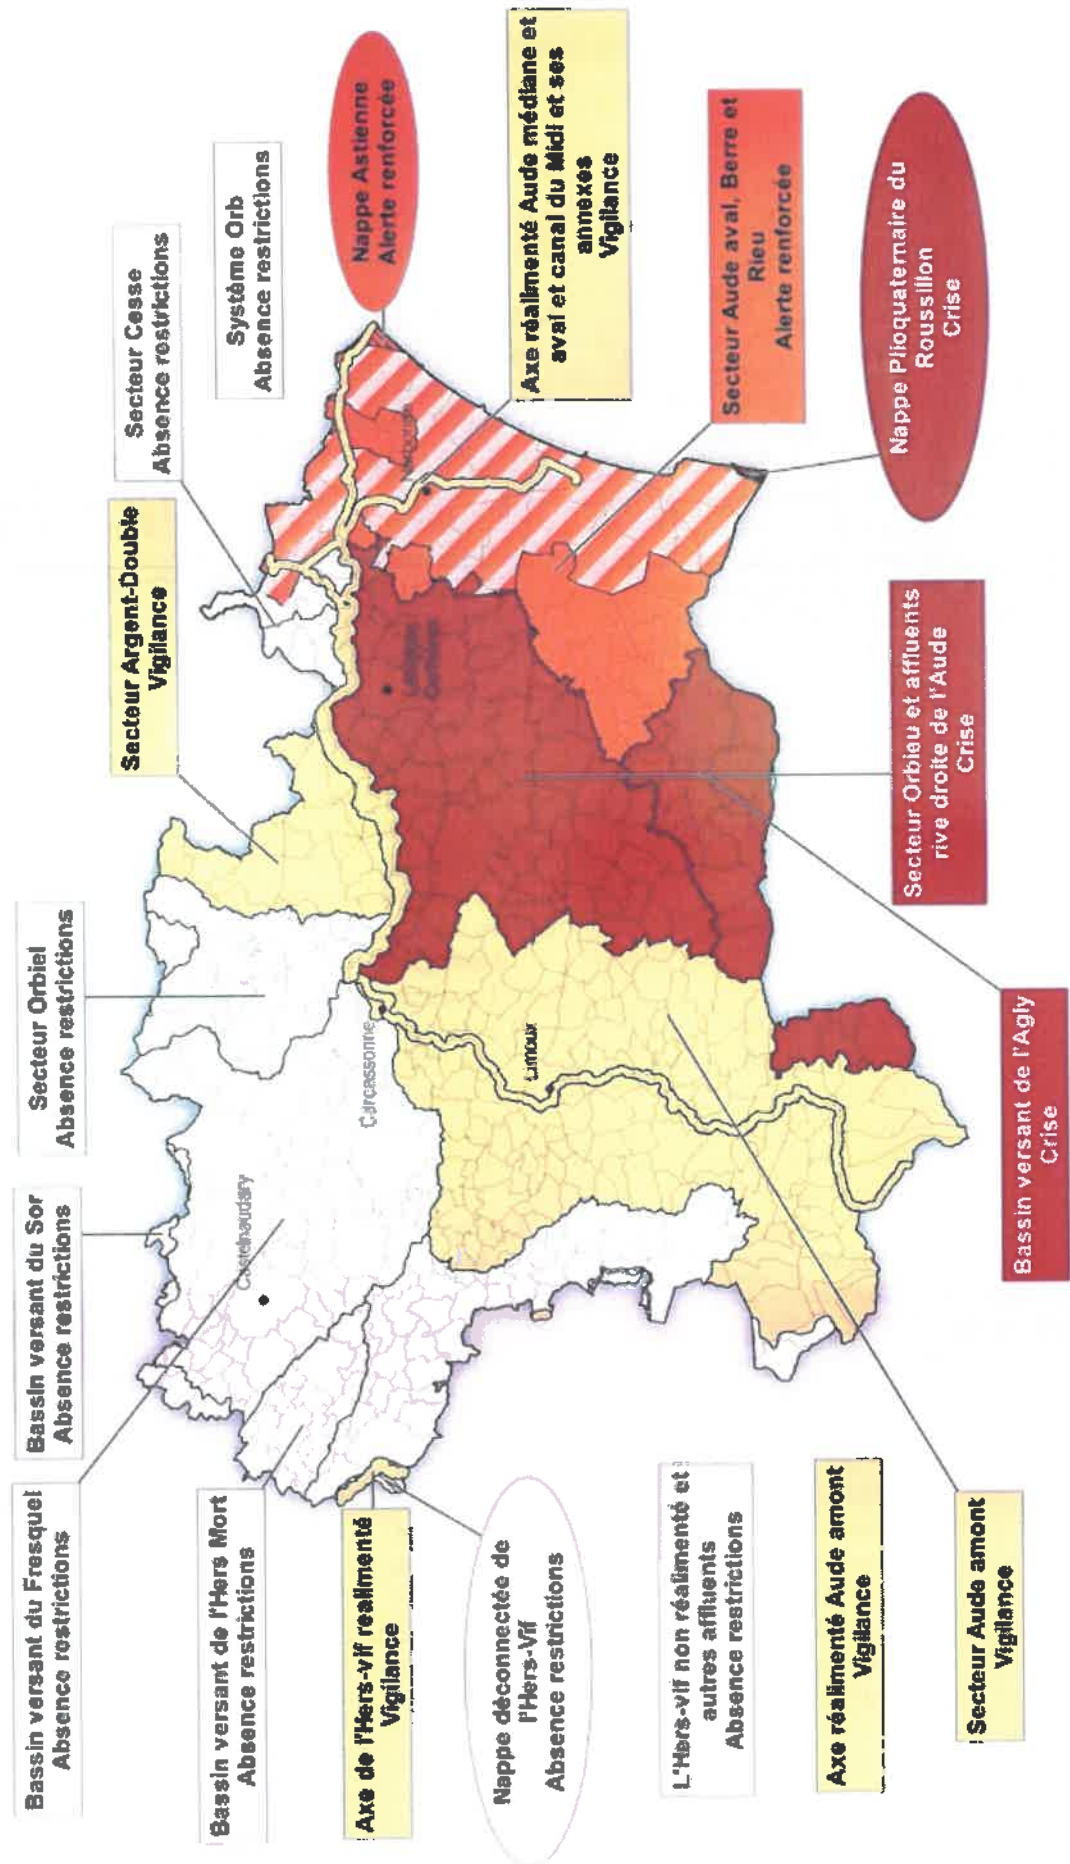 Bassin versant du Fresquel
Absence restrictions
Bassin versant du Sor
Absence restrictions
Secteur Orbiel
Absence restrictions
Secteur Argent-Double
Vigilance
Secteur Cesse
Absence restrictions
Système Orb
Absence restrictions
Nappe Astienne
Alerte renforcée
Axe réalimenté Aude médiane et
aval et canal du Midi et ses
annexes
Vigilance
Secteur Aude aval, Berre et
Rieu
Alerte renforcée
Nappe Plioquaternaire du
Roussillon
Crise
Secteur Orbieu et affluents
rive droite de l'Aude
Crise
Bassin versant de l'Agly
Crise
Bassin versant de l'Hers Mort
Absence restrictions
Axe de l'Hers-vif realimenté
Vigilance
Nappe déconnectée de
l'Hers-Vif
Absence restrictions
L'Hers-vif non réalimenté et
autres affluents
Absence restrictions
Axe réalimenté Aude amont
Vigilance
Secteur Aude amont
Vigilance
Castelnaudary
Carcassonne
Limoux